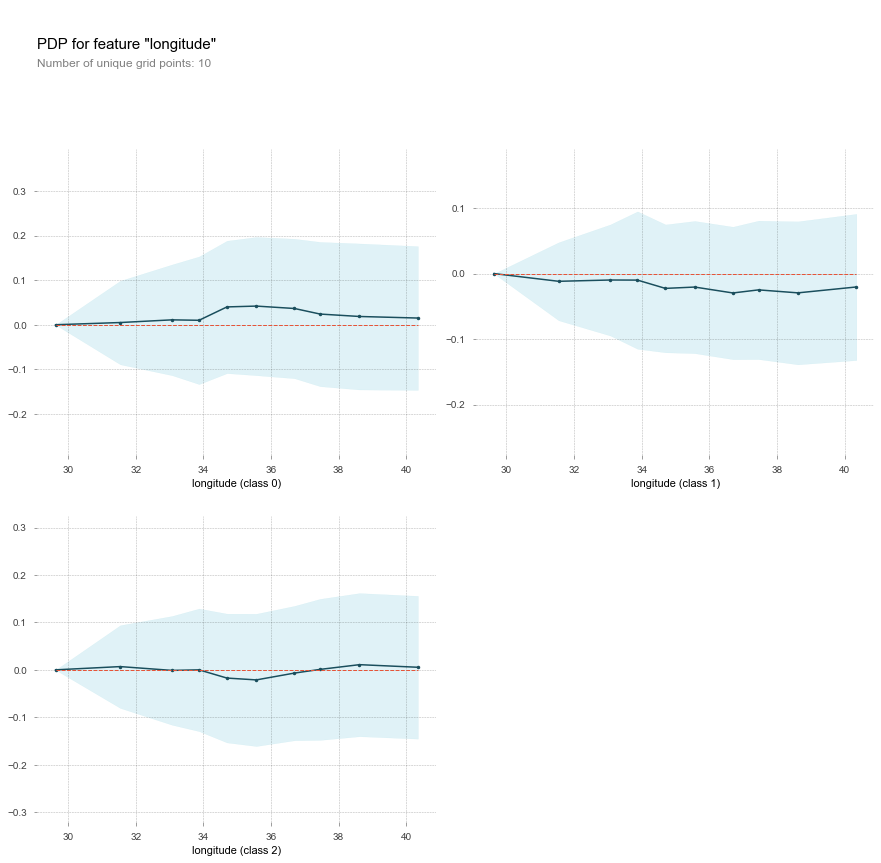 PDP for feature "longitude"
Number of unique grid points: 10
0.3
0.2
0.1
0.0
−0.1
−0.2
30 32 34 36 38 40
longitude (class 0)
0.1
0.0
−0.1
−0.2
30 32 34 36 38 40
longitude (class 1)
0.3
0.2
0.1
0.0
−0.1
−0.2
−0.3
30 32 34 36 38 40
longitude (class 2)